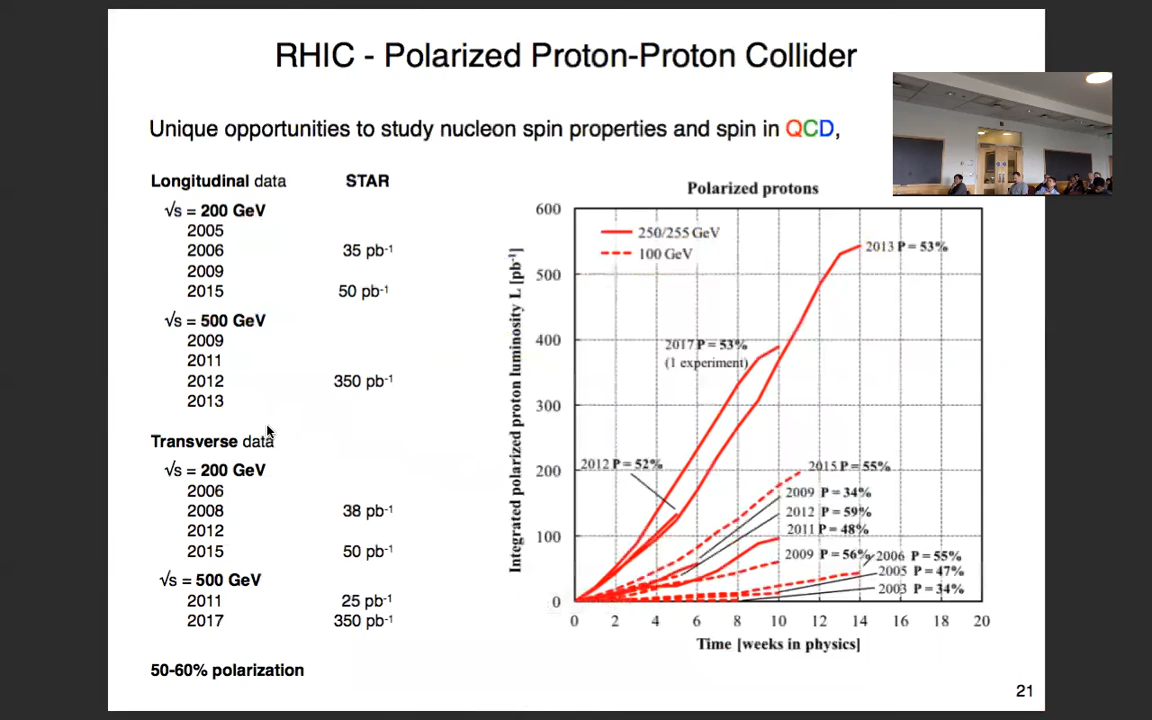 RHIC - Polarized Proton-Proton Collider
Unique opportunities to study nucleon spin properties and spin in QCD,
Longitudinal data STAR
√s = 200 GeV
2005
2006 35 pb-1
2009
2015 50 pb-1
√s = 500 GeV
2009
2011
2012 350 pb-1
2013
Transverse data
√s = 200 GeV
2006
2008 38 pb-1
2012
2015 50 pb-1
√s = 500 GeV
2011 25 pb-1
2017 350 pb-1
50-60% polarization
Polarized protons
Integrated polarized proton luminosity L [pb-1]
600
500
400
300
200
100
0
250/255 GeV
100 GeV
2013 P = 53%
2017 P = 53%
(1 experiment)
2012 P = 52%
2015 P = 55%
2009 P = 34%
2012 P = 59%
2011 P = 48%
2009 P = 56%
2006 P = 55%
2005 P = 47%
2003 P = 34%
0 2 4 6 8 10 12 14 16 18 20
Time [weeks in physics]
21